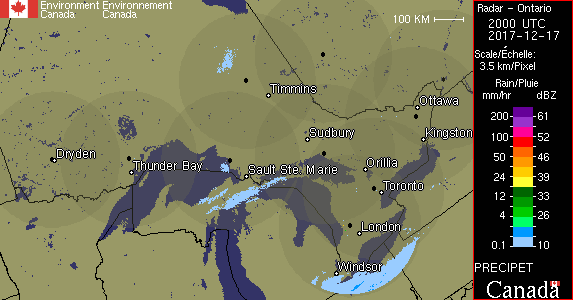 Environment Environnement
Canada Canada
100 KM
Timmins
Ottawa
Sudbury
Kingston
Dryden
Thunder Bay
Sault Ste. Marie
Orillia
Toronto
London
Windsor
Radar - Ontario
2000 UTC
2017-12-17
Scale/Échelle:
3.5 km/Pixel
Rain/Pluie
mm/hr dBZ
200 61
100 52
50 46
24 39
12 33
4 26
0.1 10
PRECIPET
Canada